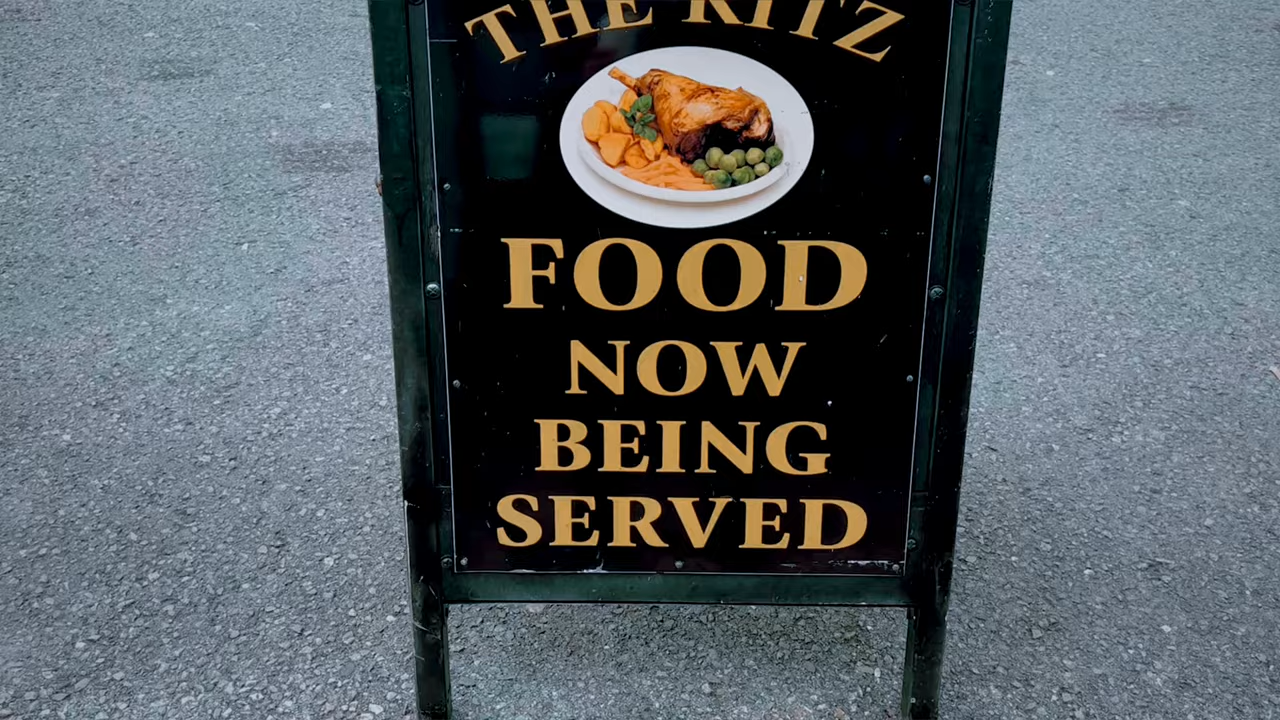 THE RITZ
FOOD
NOW
BEING
SERVED